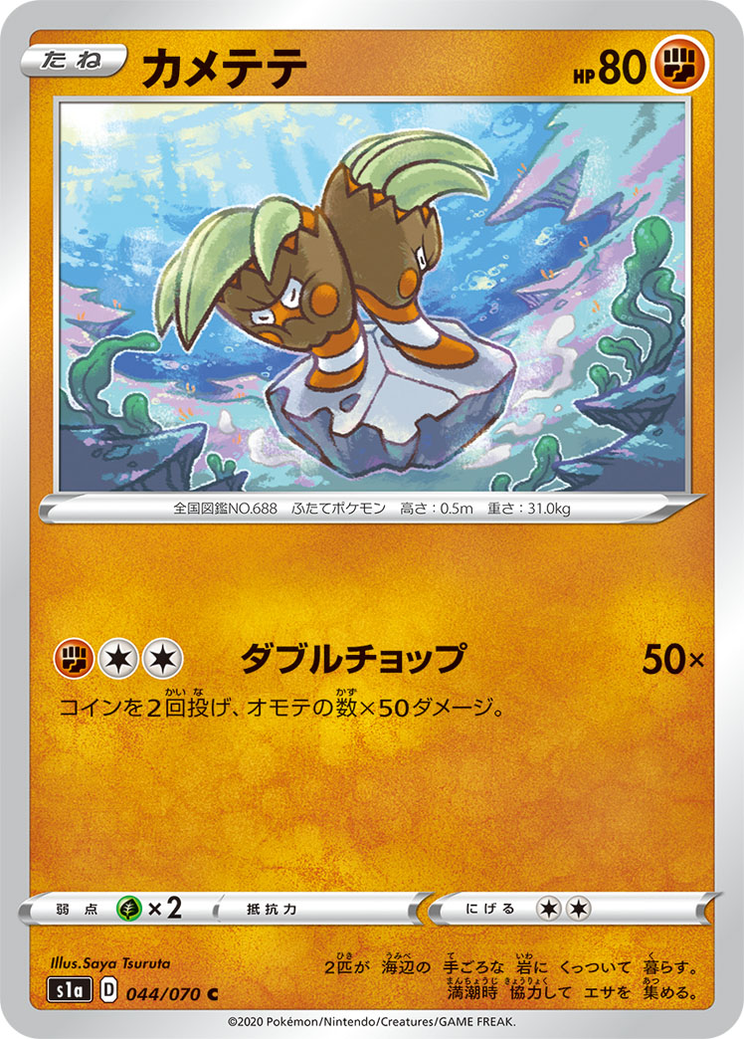 たね カメテテ HP80
全国図鑑NO.688 ふたてポケモン 高さ:0.5m 重さ:31.0kg
ダブルチョップ 50×
コインを2回投げ、オモテの数×50ダメージ。
弱点 ×2 抵抗力 にげる
Illus.Saya Tsuruta
2匹が 海辺の 手ごろな 岩に くっついて 暮らす。
満潮時 協力して エサを 集める。
s1a D 044/070 C
©2020 Pokémon/Nintendo/Creatures/GAME FREAK.